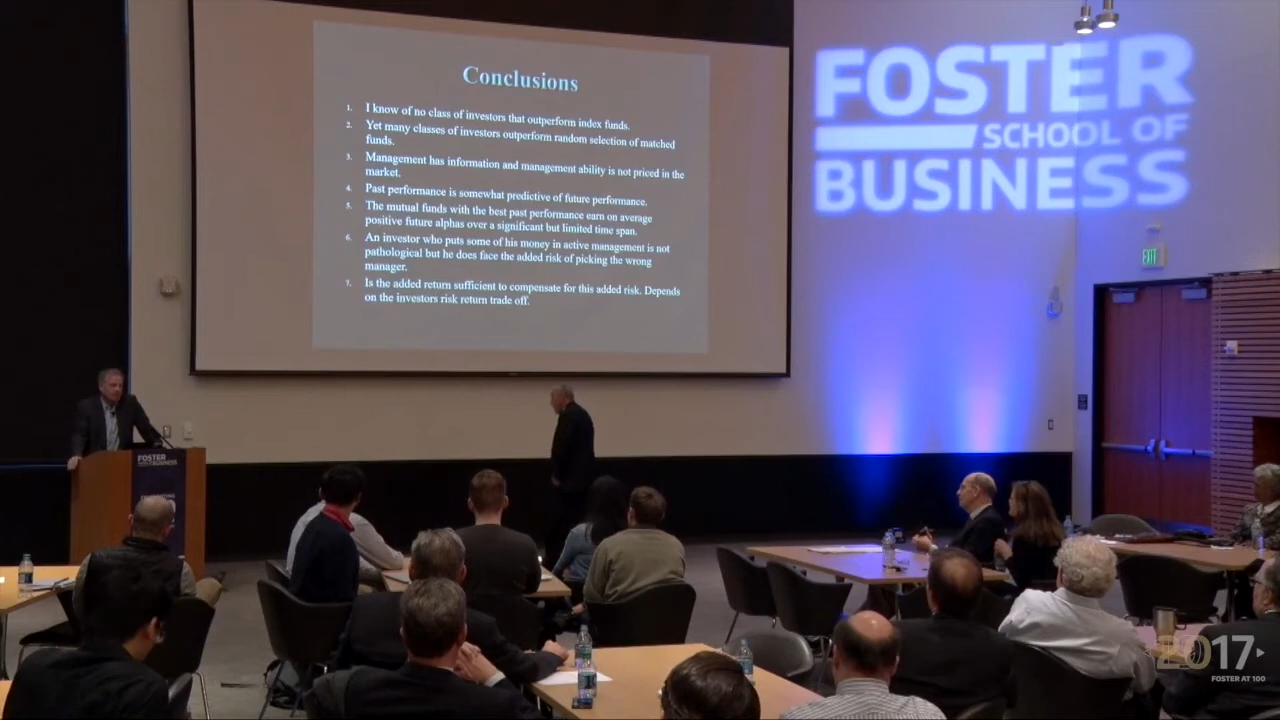 Conclusions
1. I know of no class of investors that outperform index funds.
2. Yet many classes of investors outperform random selection of matched
funds.
3. Management has information and management ability is not priced in the
market.
4. Past performance is somewhat predictive of future performance.
5. The mutual funds with the best past performance earn on average
positive future alphas over a significant but limited time span.
6. An investor who puts some of his money in active management is not
pathological but he does face the added risk of picking the wrong
manager.
7. Is the added return sufficient to compensate for this added risk. Depends
on the investors risk return trade off.
FOSTER
SCHOOL OF
BUSINESS
EXIT
FOSTER
BUSINESS
2017
FOSTER AT 100